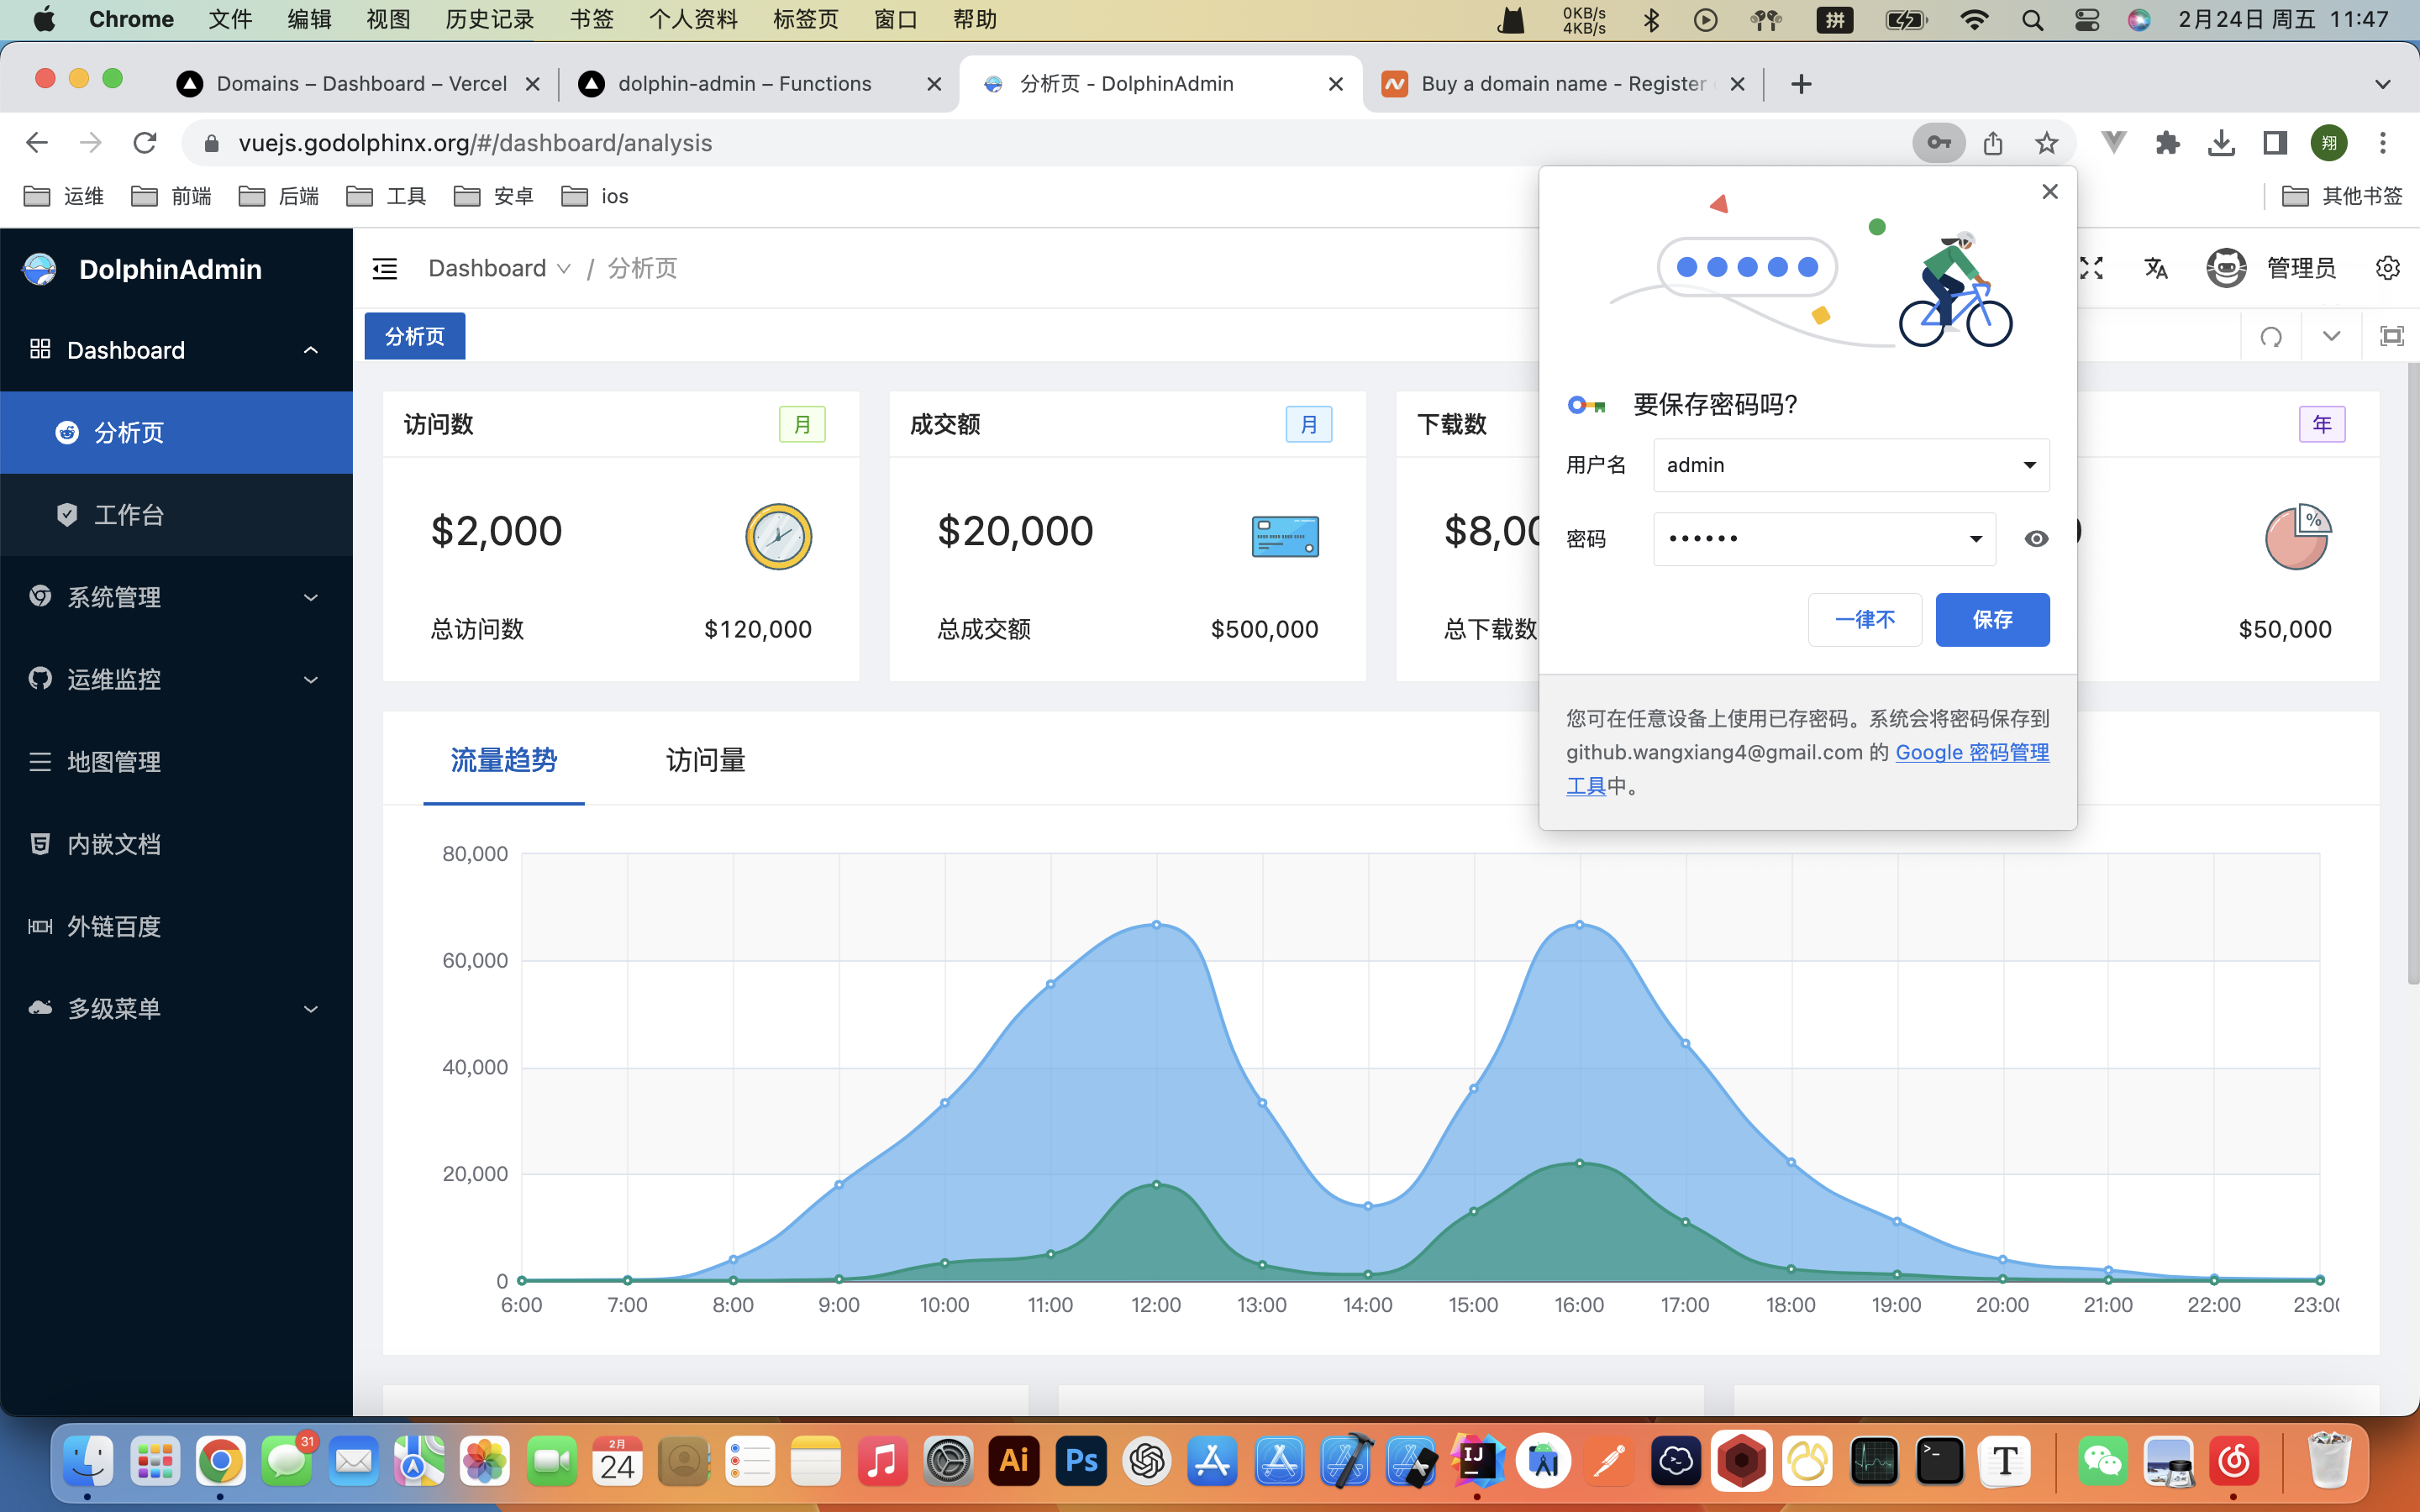 Chrome 文件 编辑 视图 历史记录 书签 个人资料 标签页 窗口 帮助
0KB/s
4KB/s
拼
2月24日 周五 11:47
Domains – Dashboard – Vercel
dolphin-admin – Functions
分析页 - DolphinAdmin
Buy a domain name - Register
vuejs.godolphinx.org/#/dashboard/analysis
翔
运维 前端 后端 工具 安卓 ios 其他书签
DolphinAdmin
Dashboard / 分析页
管理员
Dashboard
分析页
工作台
系统管理
运维监控
地图管理
内嵌文档
外链百度
多级菜单
分析页
访问数 月
$2,000
总访问数 $120,000
成交额 月
$20,000
总成交额 $500,000
下载数
$8,00
总下载数
年
%
$50,000
要保存密码吗?
用户名 admin
密码 ••••••
一律不 保存
您可在任意设备上使用已存密码。系统会将密码保存到
github.wangxiang4@gmail.com 的 Google 密码管理
工具中。
流量趋势 访问量
80,000
60,000
40,000
20,000
0
6:00 7:00 8:00 9:00 10:00 11:00 12:00 13:00 14:00 15:00 16:00 17:00 18:00 19:00 20:00 21:00 22:00 23:0
31
2月
24
Ai
Ps
IJ
T